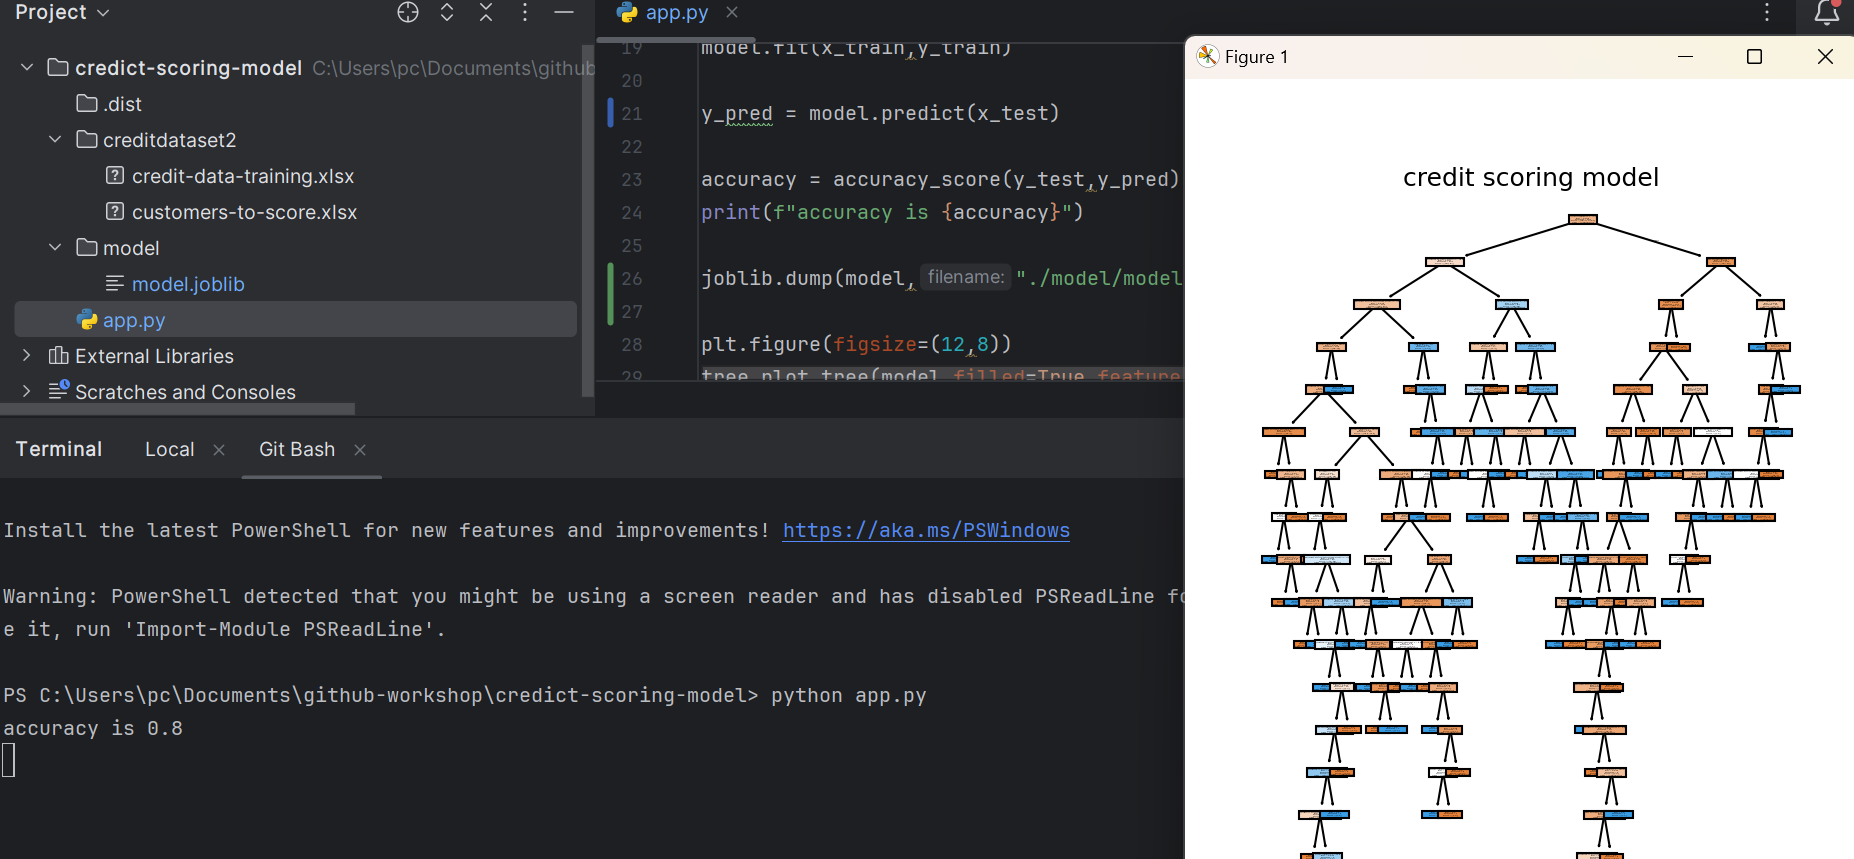 Project
app.py
credict-scoring-model C:\Users\pc\Documents\github
.dist
creditdataset2
credit-data-training.xlsx
customers-to-score.xlsx
model
model.joblib
app.py
External Libraries
Scratches and Consoles
19 model.fit(x_train,y_train)
20
21 y_pred = model.predict(x_test)
22
23 accuracy = accuracy_score(y_test,y_pred)
24 print(f"accuracy is {accuracy}")
25
26 joblib.dump(model, filename: "./model/model
27
28 plt.figure(figsize=(12,8))
29 tree.plot_tree(model,filled=True,feature
Figure 1
credit scoring model
Terminal Local Git Bash
Install the latest PowerShell for new features and improvements! https://aka.ms/PSWindows
Warning: PowerShell detected that you might be using a screen reader and has disabled PSReadLine fo
e it, run 'Import-Module PSReadLine'.
PS C:\Users\pc\Documents\github-workshop\credict-scoring-model> python app.py
accuracy is 0.8